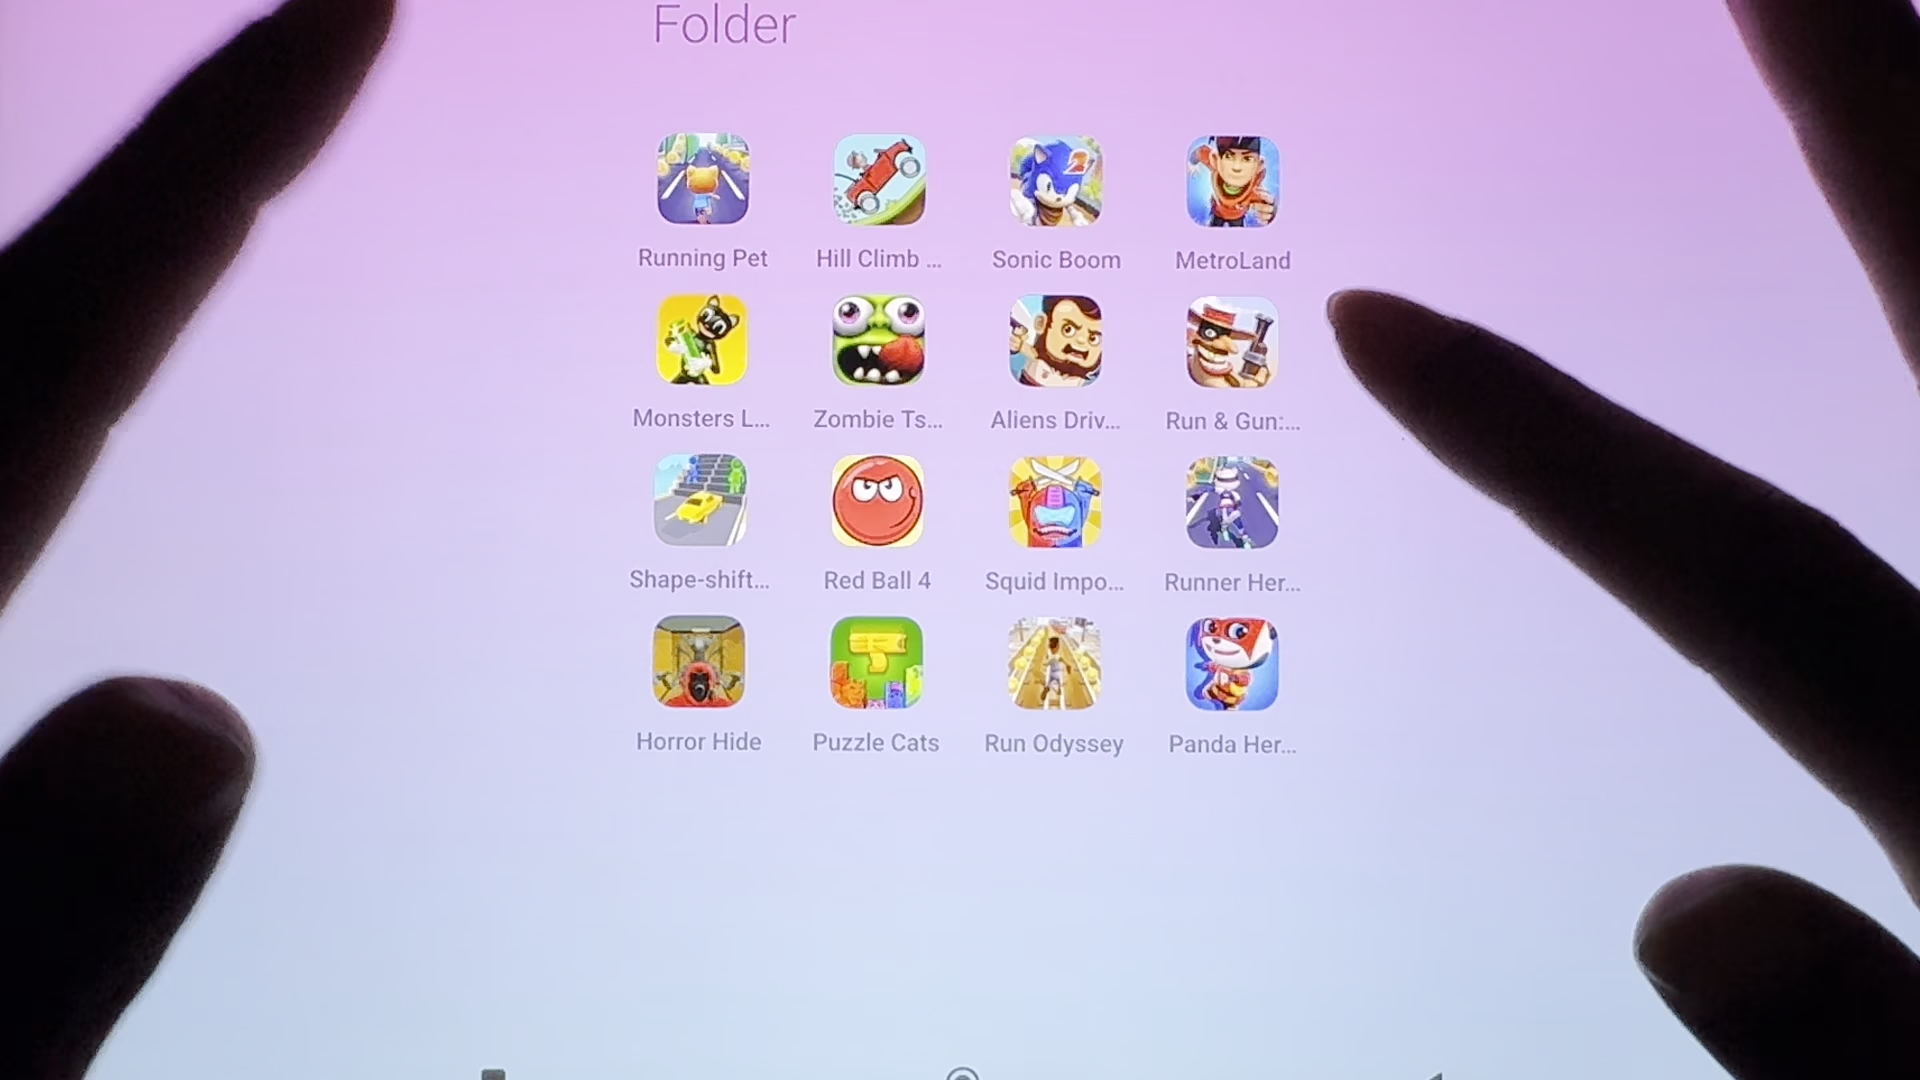 Folder
Running Pet
Hill Climb ...
Sonic Boom
2
MetroLand
Monsters L...
Zombie Ts...
Aliens Driv...
Run & Gun:...
Shape-shift...
Red Ball 4
Squid Impo...
Runner Her...
Horror Hide
Puzzle Cats
Run Odyssey
Panda Her...